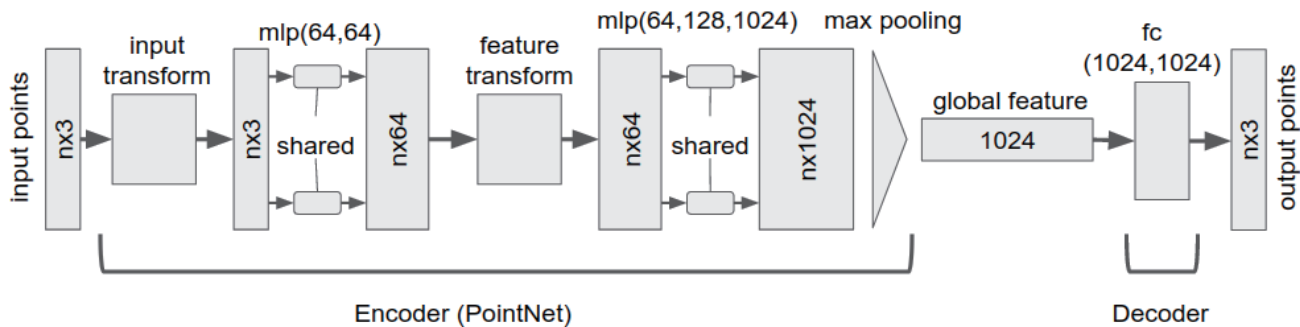 input points
nx3
input
transform
nx3
mlp(64,64)
shared
nx64
feature
transform
nx64
mlp(64,128,1024)
shared
nx1024
max pooling
global feature
1024
fc
(1024,1024)
nx3
output points
Encoder (PointNet)
Decoder